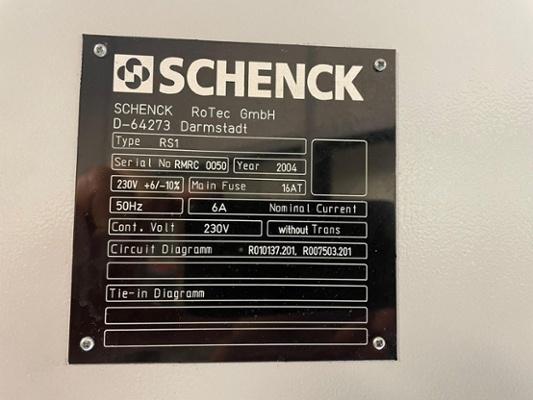 SCHENCK
SCHENCK RoTec GmbH
D-64273 Darmstadt
Type RS1
Serial No RMRC 0050 Year 2004
230V +6/-10% Main Fuse 16AT
50Hz 6A Nominal Current
Cont. Volt 230V without Trans
Circuit Diagramm R010137.201, R007503.201
Tie-in Diagramm